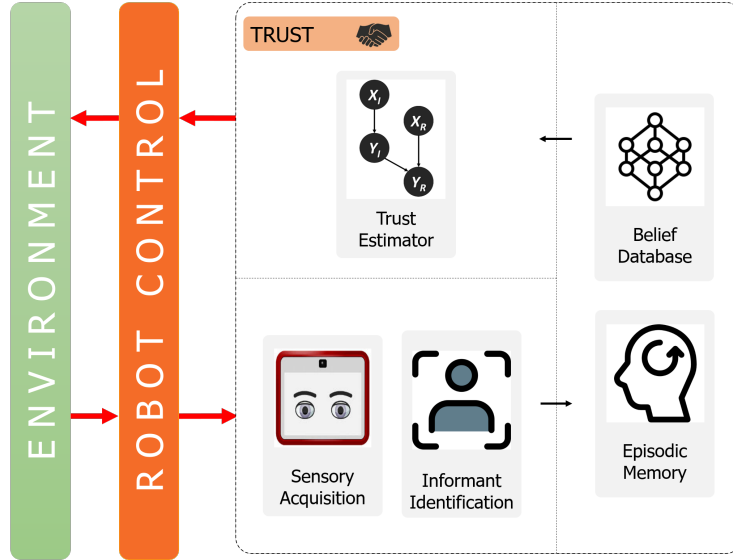 ENVIRONMENT
ROBOT CONTROL
TRUST
X_I
X_R
Y_I
Y_R
Trust
Estimator
Belief
Database
Sensory
Acquisition
Informant
Identification
Episodic
Memory